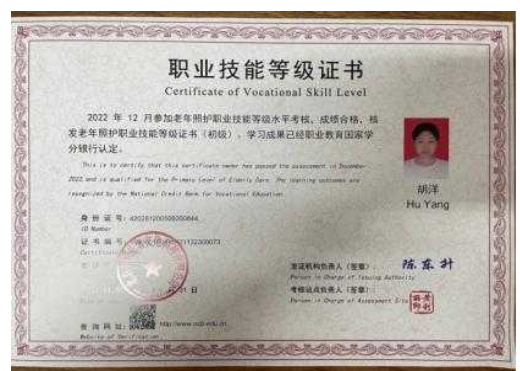 职业技能等级证书
Certificate of Vocational Skill Level
2022 年 12 月参加老年照护职业技能等级水平考核，成绩合格，核
发老年照护职业技能等级证书（初级），学习成果已经职业教育国家学
分银行认定。
This is to certify that this certificate owner has passed the assessment in December
2022 and is qualified for the Primary Level of Elderly Care. The learning outcomes are
recognized by the National Credit Bank for Vocational Education.
胡洋
Hu Yang
身 份 证 号：
ID Number
证 书 编 号
发证机构负责人（签章）： 陈东升
Person in Charge of Issuing Authority
考核站点负责人（签章）：
Person in Charge of Assessment Site
31 日
查 询 网 址： http://www.ncb.edu.cn
Website of Verification